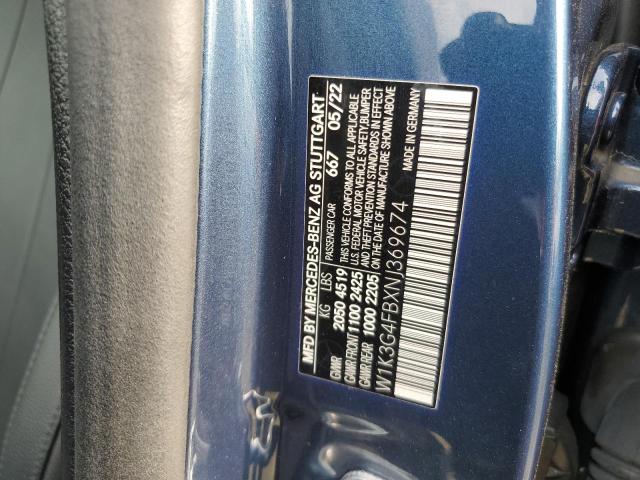 MFD BY MERCEDES-BENZ AG STUTTGART
PASSENGER CAR 667 05/22
KG LBS
GVWR 2050 4519
GAWR FRONT 1100 2425
GAWR REAR 1000 2205
THIS VEHICLE CONFORMS TO ALL APPLICABLE
U.S. FEDERAL MOTOR VEHICLE SAFETY, BUMPER
AND THEFT PREVENTION STANDARDS IN EFFECT
ON THE DATE OF MANUFACTURE SHOWN ABOVE
MADE IN GERMANY
W1K3G4FBXNJ369674